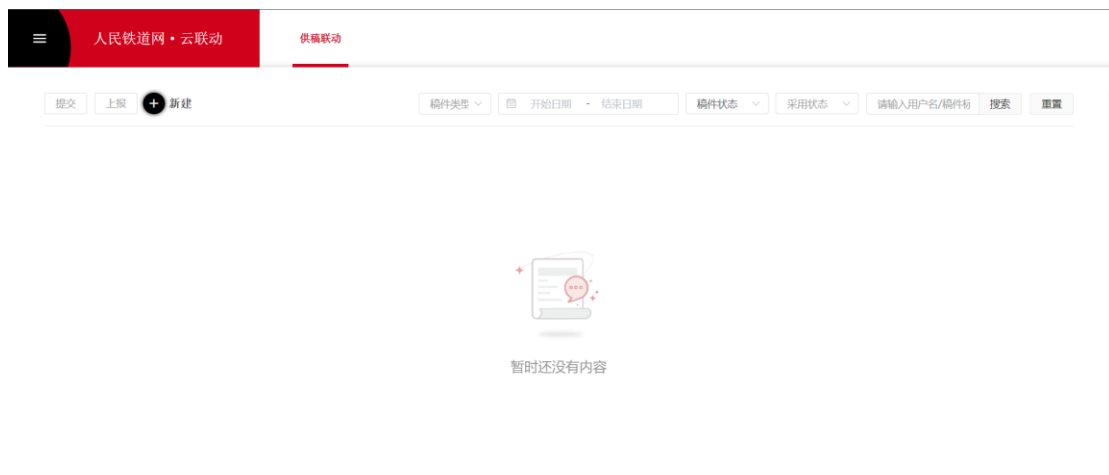 人民铁道网·云联动
供稿联动
提交 上报 新建 稿件类型 开始日期 - 结束日期 稿件状态 采用状态 请输入用户名/稿件标 搜索 重置
暂时还没有内容